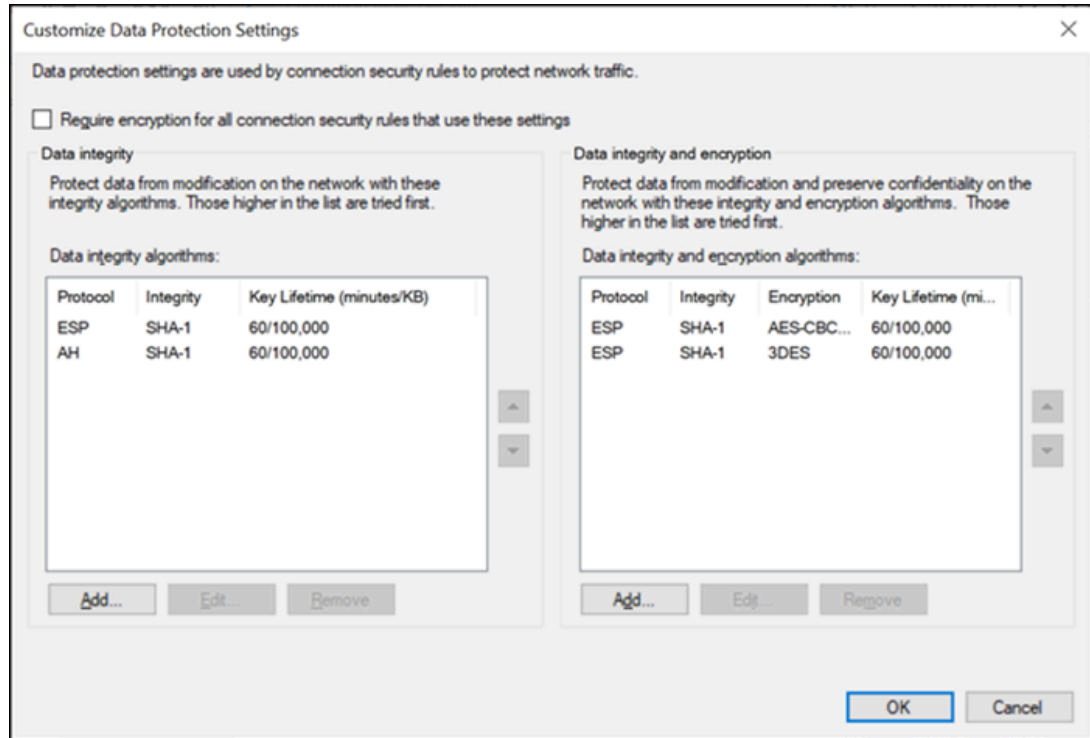 Customize Data Protection Settings
Data protection settings are used by connection security rules to protect network traffic.
Require encryption for all connection security rules that use these settings
Data integrity
Protect data from modification on the network with these
integrity algorithms. Those higher in the list are tried first.
Data integrity algorithms:
Protocol Integrity Key Lifetime (minutes/KB)
ESP SHA-1 60/100,000
AH SHA-1 60/100,000
Add... Edit... Remove
Data integrity and encryption
Protect data from modification and preserve confidentiality on the
network with these integrity and encryption algorithms. Those
higher in the list are tried first.
Data integrity and encryption algorithms:
Protocol Integrity Encryption Key Lifetime (mi...
ESP SHA-1 AES-CBC... 60/100,000
ESP SHA-1 3DES 60/100,000
Add... Edit... Remove
OK Cancel